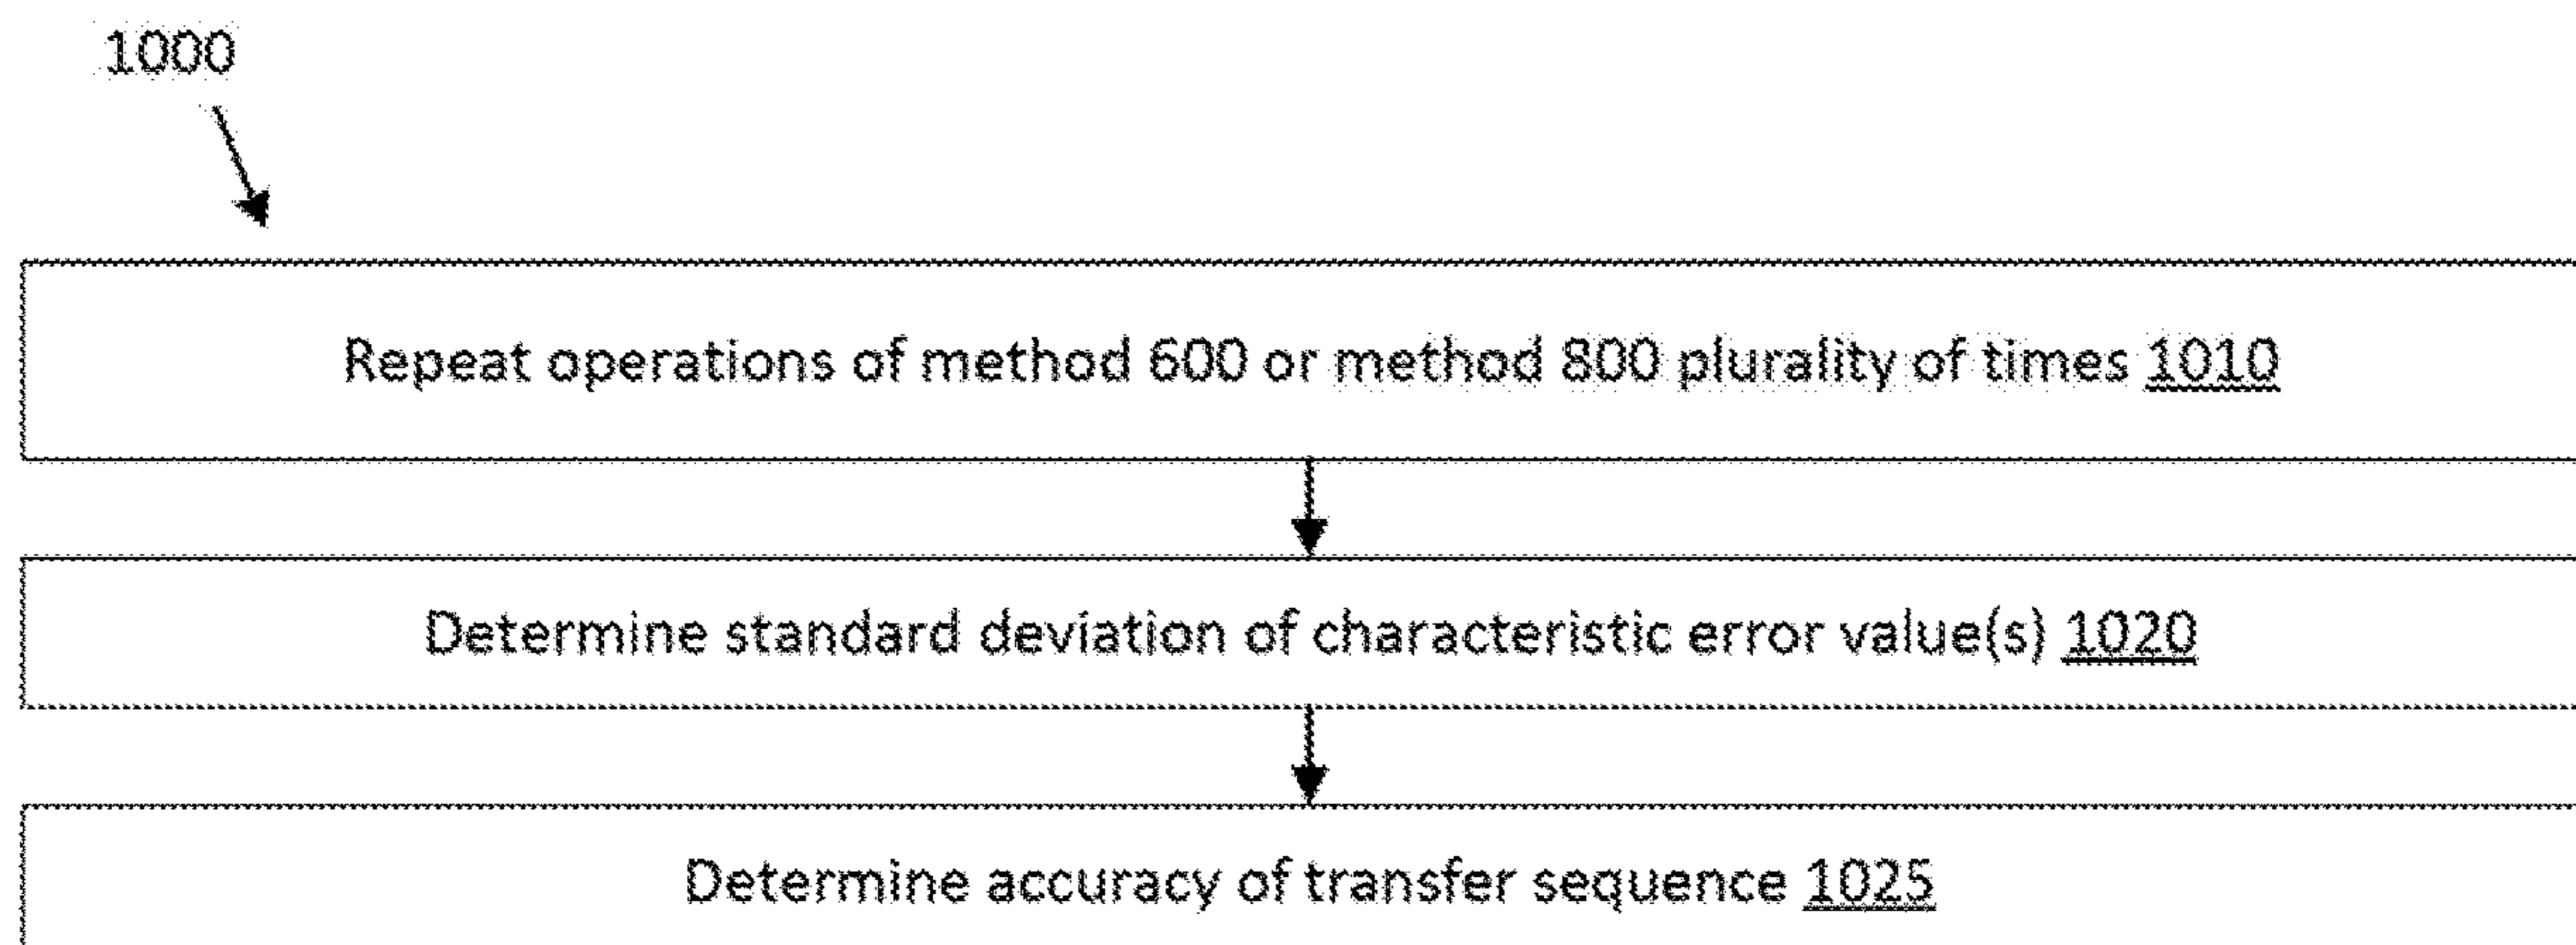 1000
Repeat operations of method 600 or method 800 plurality of times 1010
Determine standard deviation of characteristic error value(s) 1020
Determine accuracy of transfer sequence 1025